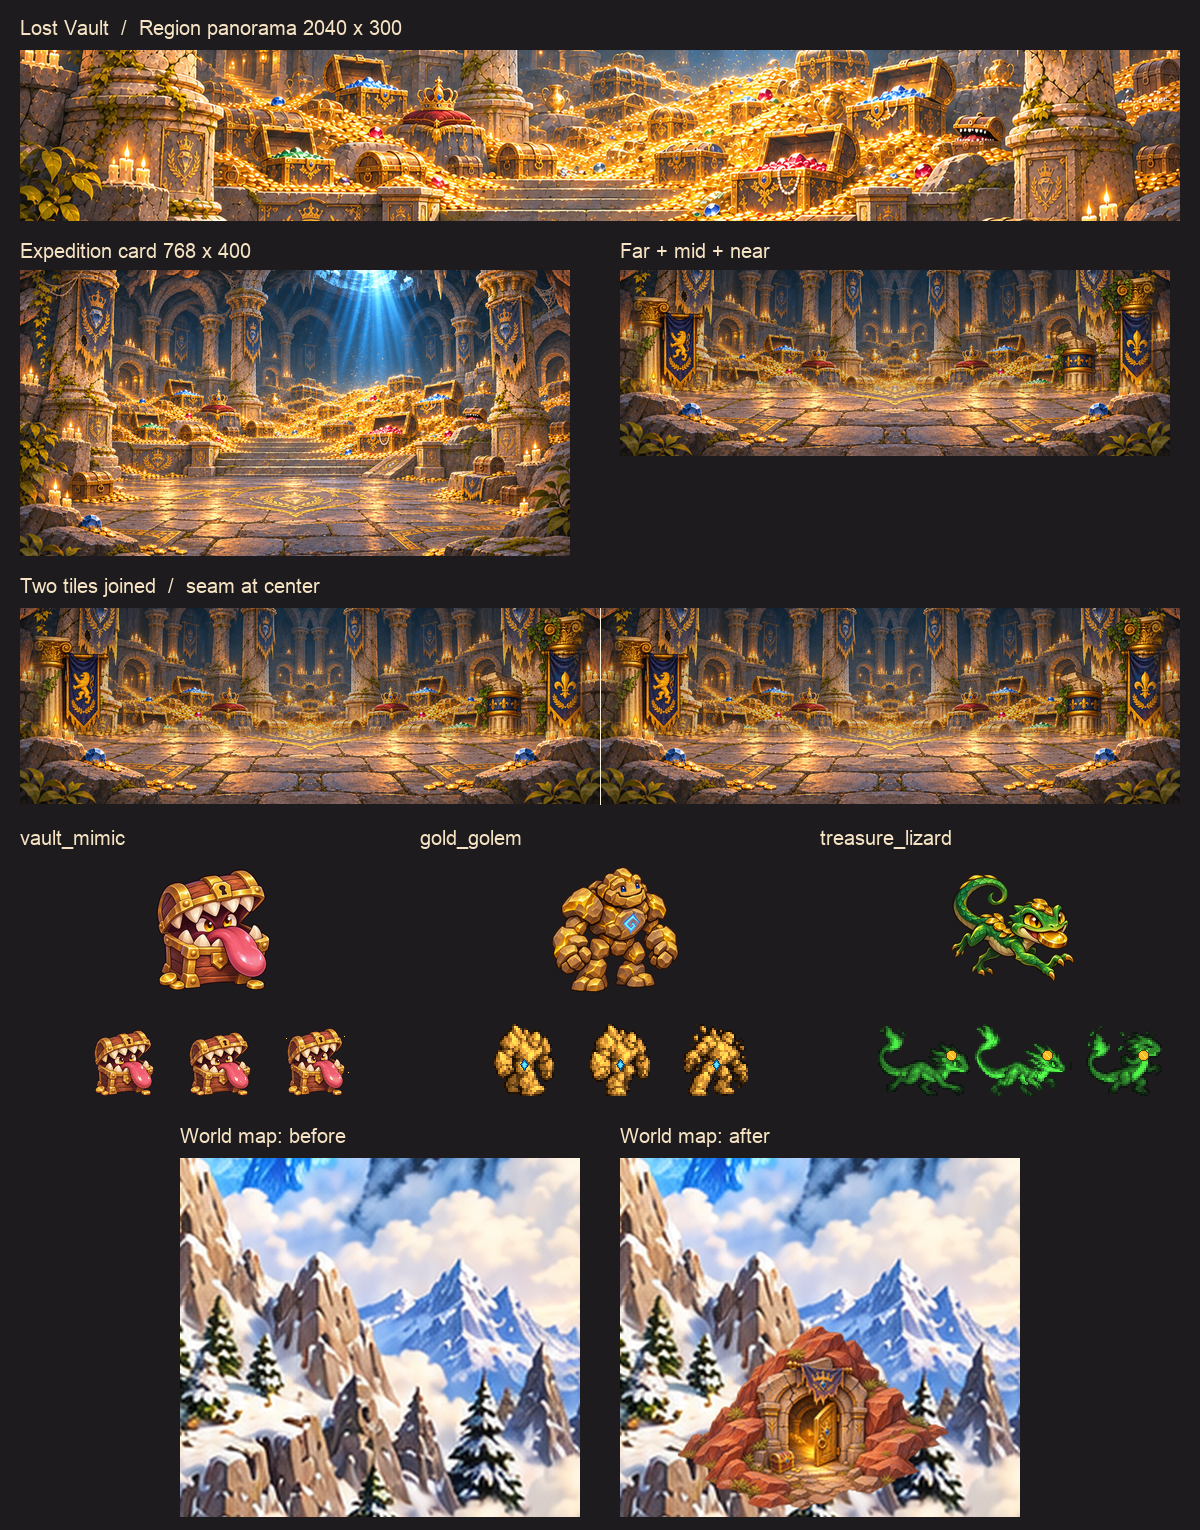 Lost Vault / Region panorama 2040 x 300
Expedition card 768 x 400
Far + mid + near
Two tiles joined / seam at center
vault_mimic
gold_golem
treasure_lizard
World map: before
World map: after